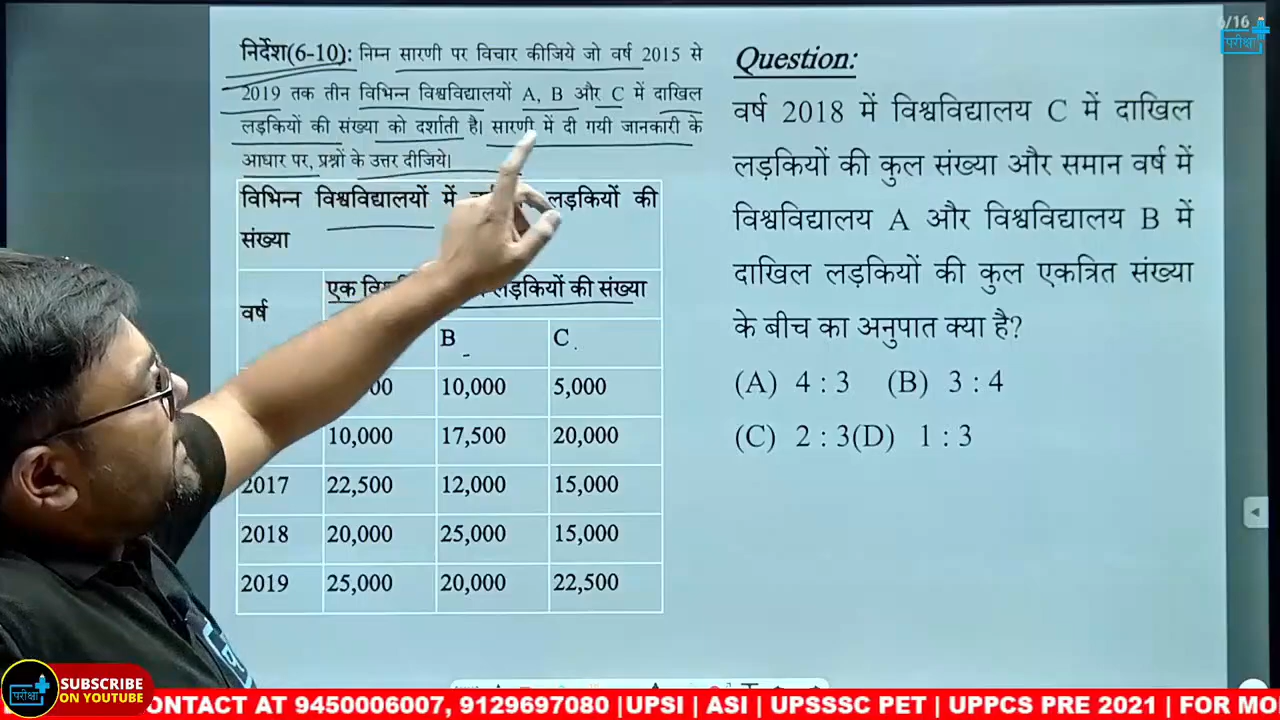 6/16
परीक्षा
निर्देश(6-10): निम्न सारणी पर विचार कीजिये जो वर्ष 2015 से
2019 तक तीन विभिन्न विश्वविद्यालयों A, B और C में दाखिल
लड़कियों की संख्या को दर्शाती है। सारणी में दी गयी जानकारी के
आधार पर, प्रश्नों के उत्तर दीजिये।
विभिन्न विश्वविद्यालयों में लड़कियों की
संख्या
वर्ष
एक लड़कियों की संख्या
B C
10,000 5,000
10,000 17,500 20,000
2017 22,500 12,000 15,000
2018 20,000 25,000 15,000
2019 25,000 20,000 22,500
Question:
वर्ष 2018 में विश्वविद्यालय C में दाखिल
लड़कियों की कुल संख्या और समान वर्ष में
विश्वविद्यालय A और विश्वविद्यालय B में
दाखिल लड़कियों की कुल एकत्रित संख्या
के बीच का अनुपात क्या है?
(A) 4 : 3 (B) 3 : 4
(C) 2 : 3(D) 1 : 3
परीक्षा
SUBSCRIBE
ON YOUTUBE
ONTACT AT 9450006007, 9129697080 |UPSI | ASI | UPSSSC PET | UPPCS PRE 2021 | FOR MO